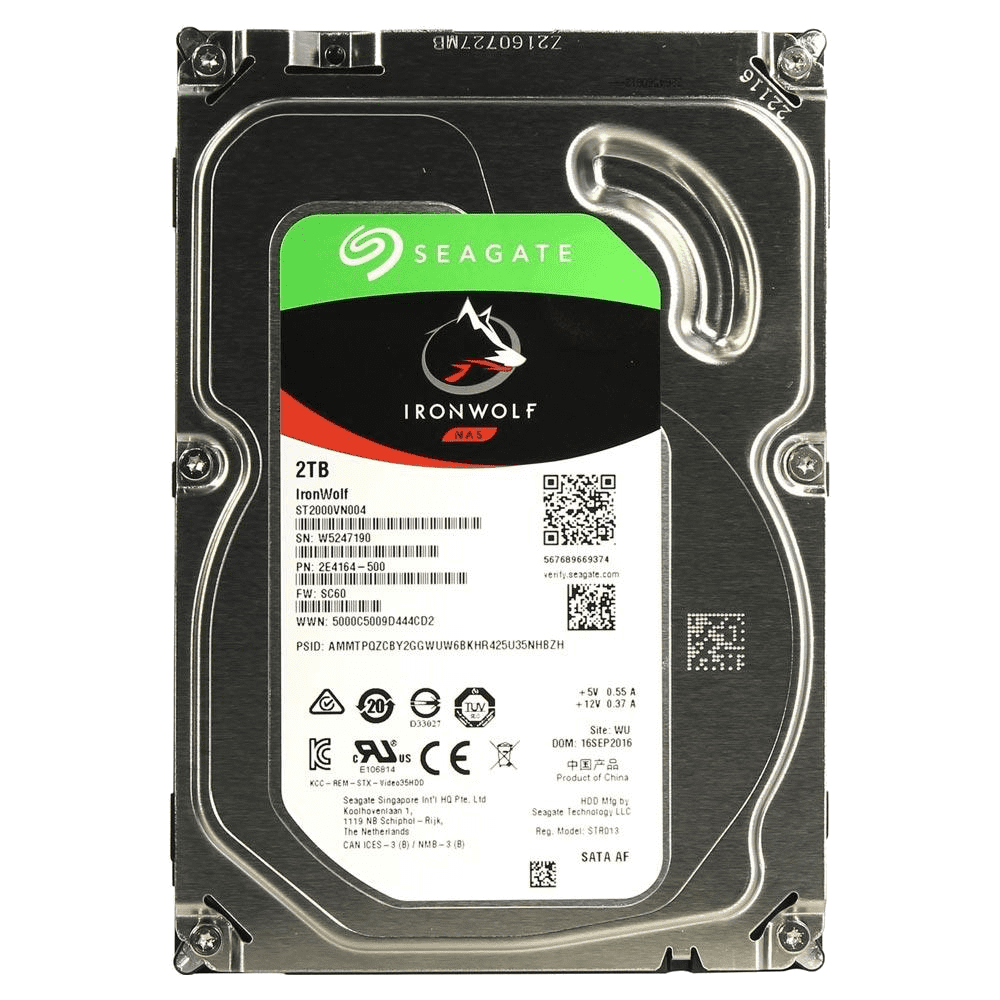 Z2160727MB
22116
SEAGATE
IRONWOLF
NAS
2TB
IronWolf
ST2000VN004
SN: W5247190
PN: 2E4164-500
FW: SC60
WWN: 5000C5009D444CD2
PSID: AMMTPQZCBY2GGWUW6BKHR425U35NHBZH
567689669374
verify.seagate.com
+5V 0.55 A
+12V 0.37 A
20
D33027
TUV
Site: WU
DOM: 16SEP2016
中国产品
Product of China
c RU US
E106814
CE
KCC-REM-STX-Video35HDD
Seagate Singapore Int'l HQ Pte. Ltd
Koolhovenlaan 1,
1119 NB Schiphol-Rijk,
The Netherlands
CAN ICES-3 (B) / NMB-3 (B)
HDD Mfg by
Seagate Technology LLC
Reg. Model: STR013
SATA AF